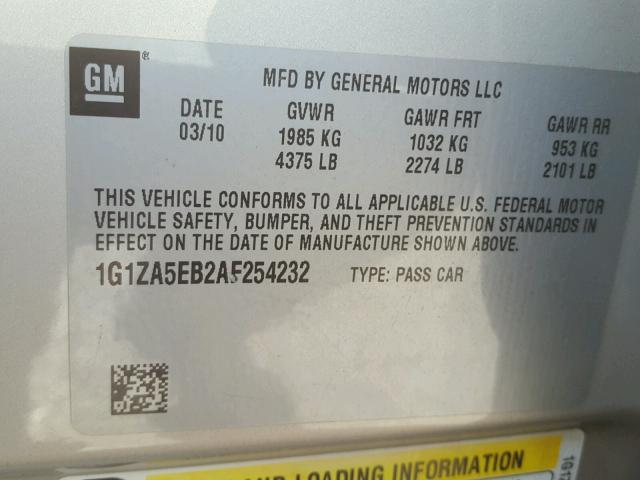 GM ®
MFD BY GENERAL MOTORS LLC
DATE GVWR GAWR FRT GAWR RR
03/10 1985 KG 1032 KG 953 KG
4375 LB 2274 LB 2101 LB
THIS VEHICLE CONFORMS TO ALL APPLICABLE U.S. FEDERAL MOTOR
VEHICLE SAFETY, BUMPER, AND THEFT PREVENTION STANDARDS IN
EFFECT ON THE DATE OF MANUFACTURE SHOWN ABOVE.
1G1ZA5EB2AF254232 TYPE: PASS CAR
LOADING INFORMATION